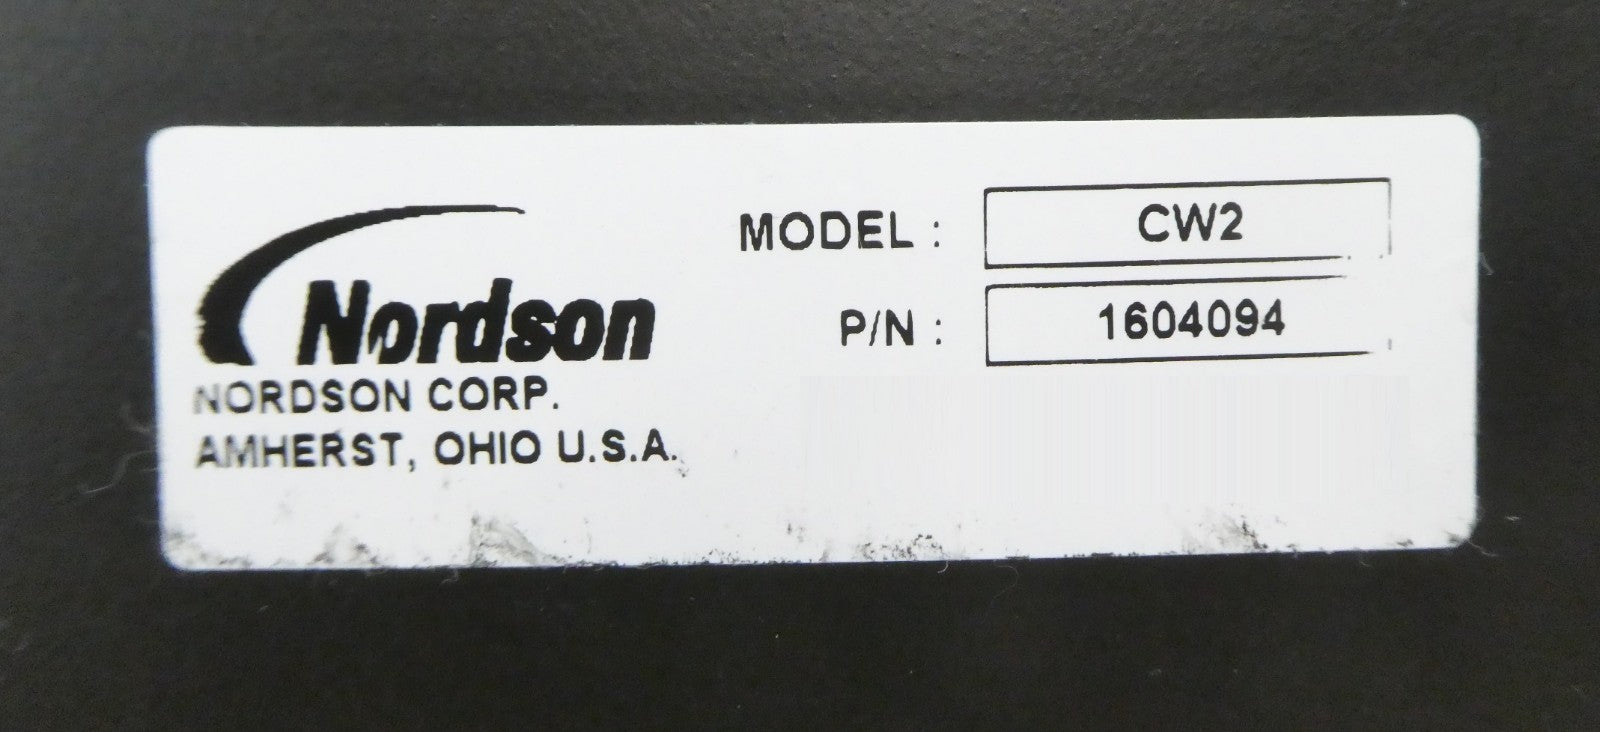 Nordson
NORDSON CORP.
AMHERST, OHIO U.S.A.
MODEL : CW2
P/N : 1604094